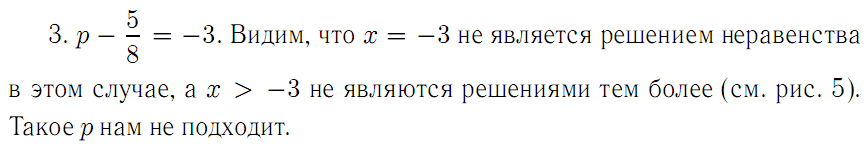 3. p − 5/8 = −3. Видим, что x = −3 не является решением неравенства
в этом случае, а x > −3 не являются решениями тем более (см. рис. 5).
Такое p нам не подходит.